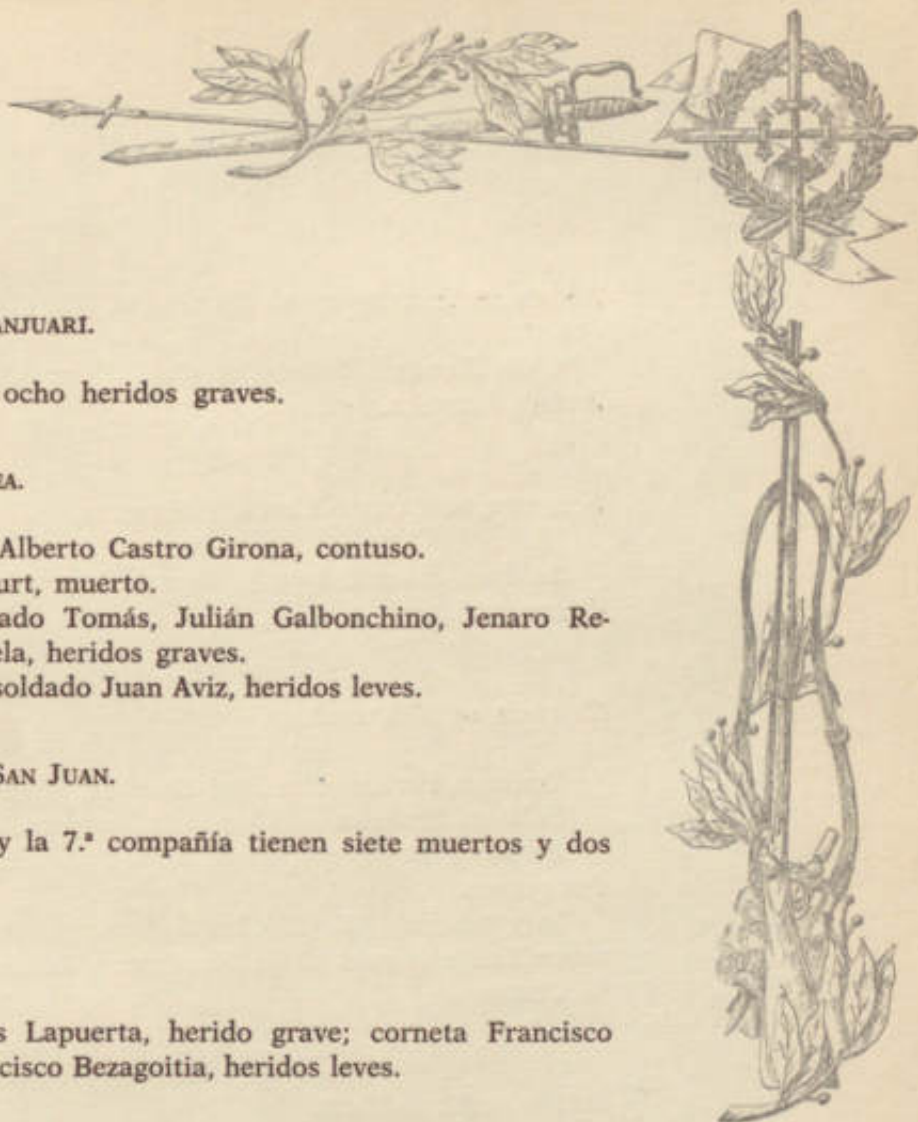 ANJUARÍ.
ocho heridos graves.
EA.
Alberto Castro Girona, contuso.
urt, muerto.
ado Tomás, Julián Galbonchino, Jenaro Re-
ela, heridos graves.
soldado Juan Aviz, heridos leves.
SAN JUAN.
y la 7.ª compañía tienen siete muertos y dos
s Lapuerta, herido grave; corneta Francisco
cisco Bezagoitia, heridos leves.